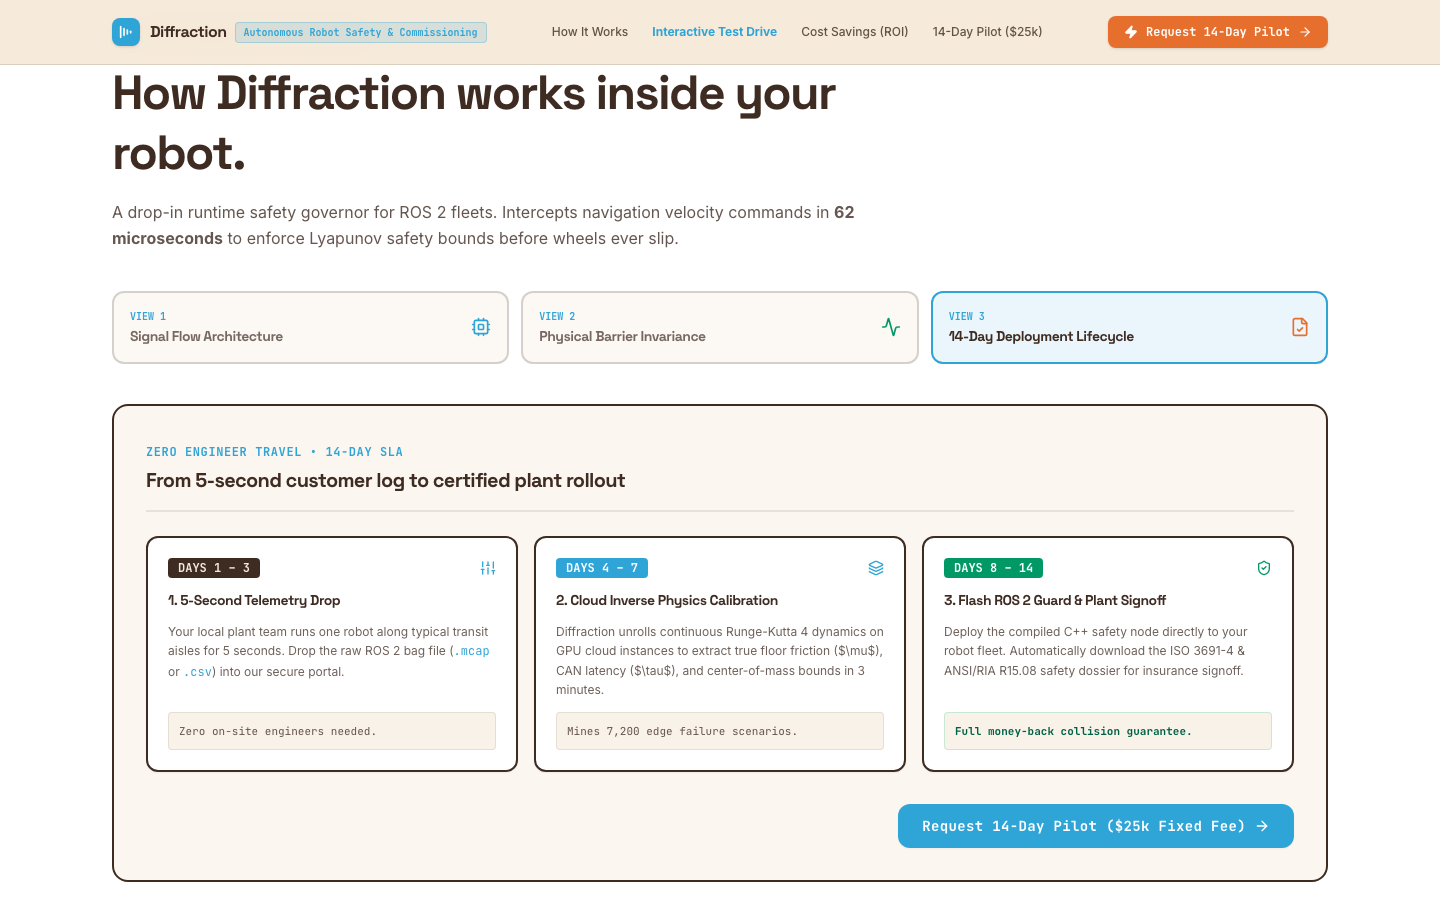 Diffraction
Autonomous Robot Safety & Commissioning
How It Works
Interactive Test Drive
Cost Savings (ROI)
14-Day Pilot ($25k)
Request 14-Day Pilot →
How Diffraction works inside your
robot.
A drop-in runtime safety governor for ROS 2 fleets. Intercepts navigation velocity commands in 62
microseconds to enforce Lyapunov safety bounds before wheels ever slip.
VIEW 1
Signal Flow Architecture
VIEW 2
Physical Barrier Invariance
VIEW 3
14-Day Deployment Lifecycle
ZERO ENGINEER TRAVEL • 14-DAY SLA
From 5-second customer log to certified plant rollout
DAYS 1 – 3
1. 5-Second Telemetry Drop
Your local plant team runs one robot along typical transit
aisles for 5 seconds. Drop the raw ROS 2 bag file (.mcap
or .csv) into our secure portal.
Zero on-site engineers needed.
DAYS 4 – 7
2. Cloud Inverse Physics Calibration
Diffraction unrolls continuous Runge-Kutta 4 dynamics on
GPU cloud instances to extract true floor friction ($\mu$),
CAN latency ($\tau$), and center-of-mass bounds in 3
minutes.
Mines 7,200 edge failure scenarios.
DAYS 8 – 14
3. Flash ROS 2 Guard & Plant Signoff
Deploy the compiled C++ safety node directly to your
robot fleet. Automatically download the ISO 3691-4 &
ANSI/RIA R15.08 safety dossier for insurance signoff.
Full money-back collision guarantee.
Request 14-Day Pilot ($25k Fixed Fee) →